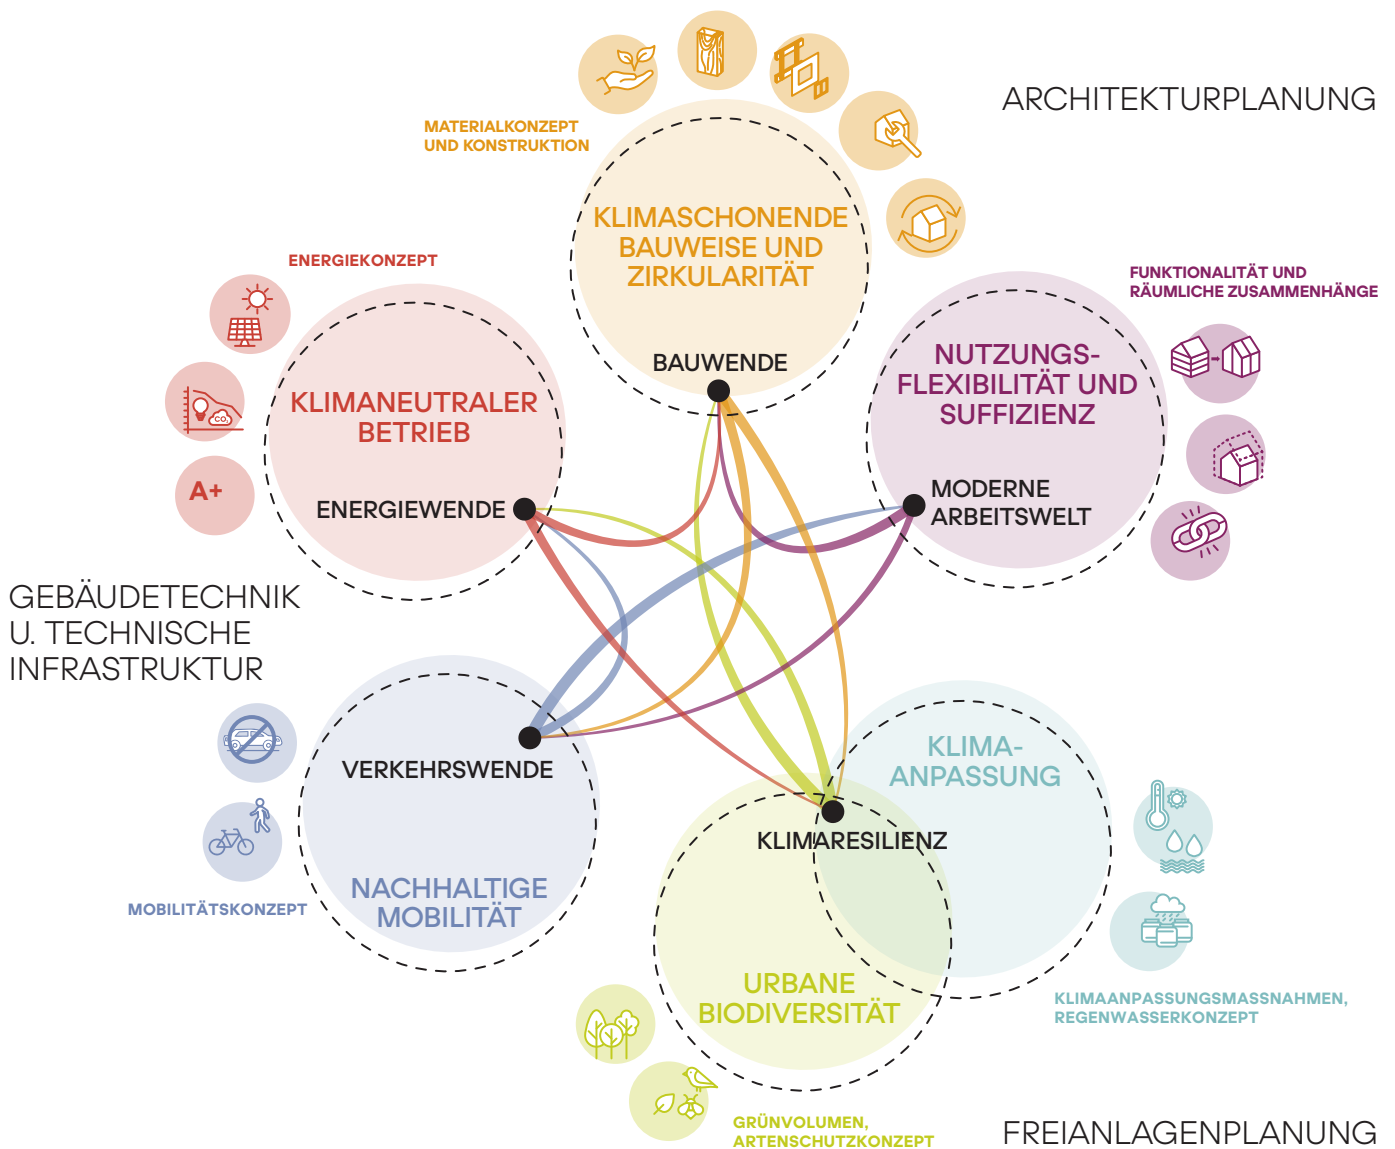 ARCHITEKTURPLANUNG
MATERIALKONZEPT
UND KONSTRUKTION
KLIMASCHONENDE
BAUWEISE UND
ZIRKULARITÄT
BAUWENDE
ENERGIEKONZEPT
CO₂
A+
KLIMANEUTRALER
BETRIEB
ENERGIEWENDE
FUNKTIONALITÄT UND
RÄUMLICHE ZUSAMMENHÄNGE
NUTZUNGS-
FLEXIBILITÄT UND
SUFFIZIENZ
MODERNE
ARBEITSWELT
GEBÄUDETECHNIK
U. TECHNISCHE
INFRASTRUKTUR
VERKEHRSWENDE
NACHHALTIGE
MOBILITÄT
MOBILITÄTSKONZEPT
KLIMA-
ANPASSUNG
KLIMARESILIENZ
URBANE
BIODIVERSITÄT
KLIMAANPASSUNGSMASSNAHMEN,
REGENWASSERKONZEPT
GRÜNVOLUMEN,
ARTENSCHUTZKONZEPT
FREIANLAGENPLANUNG